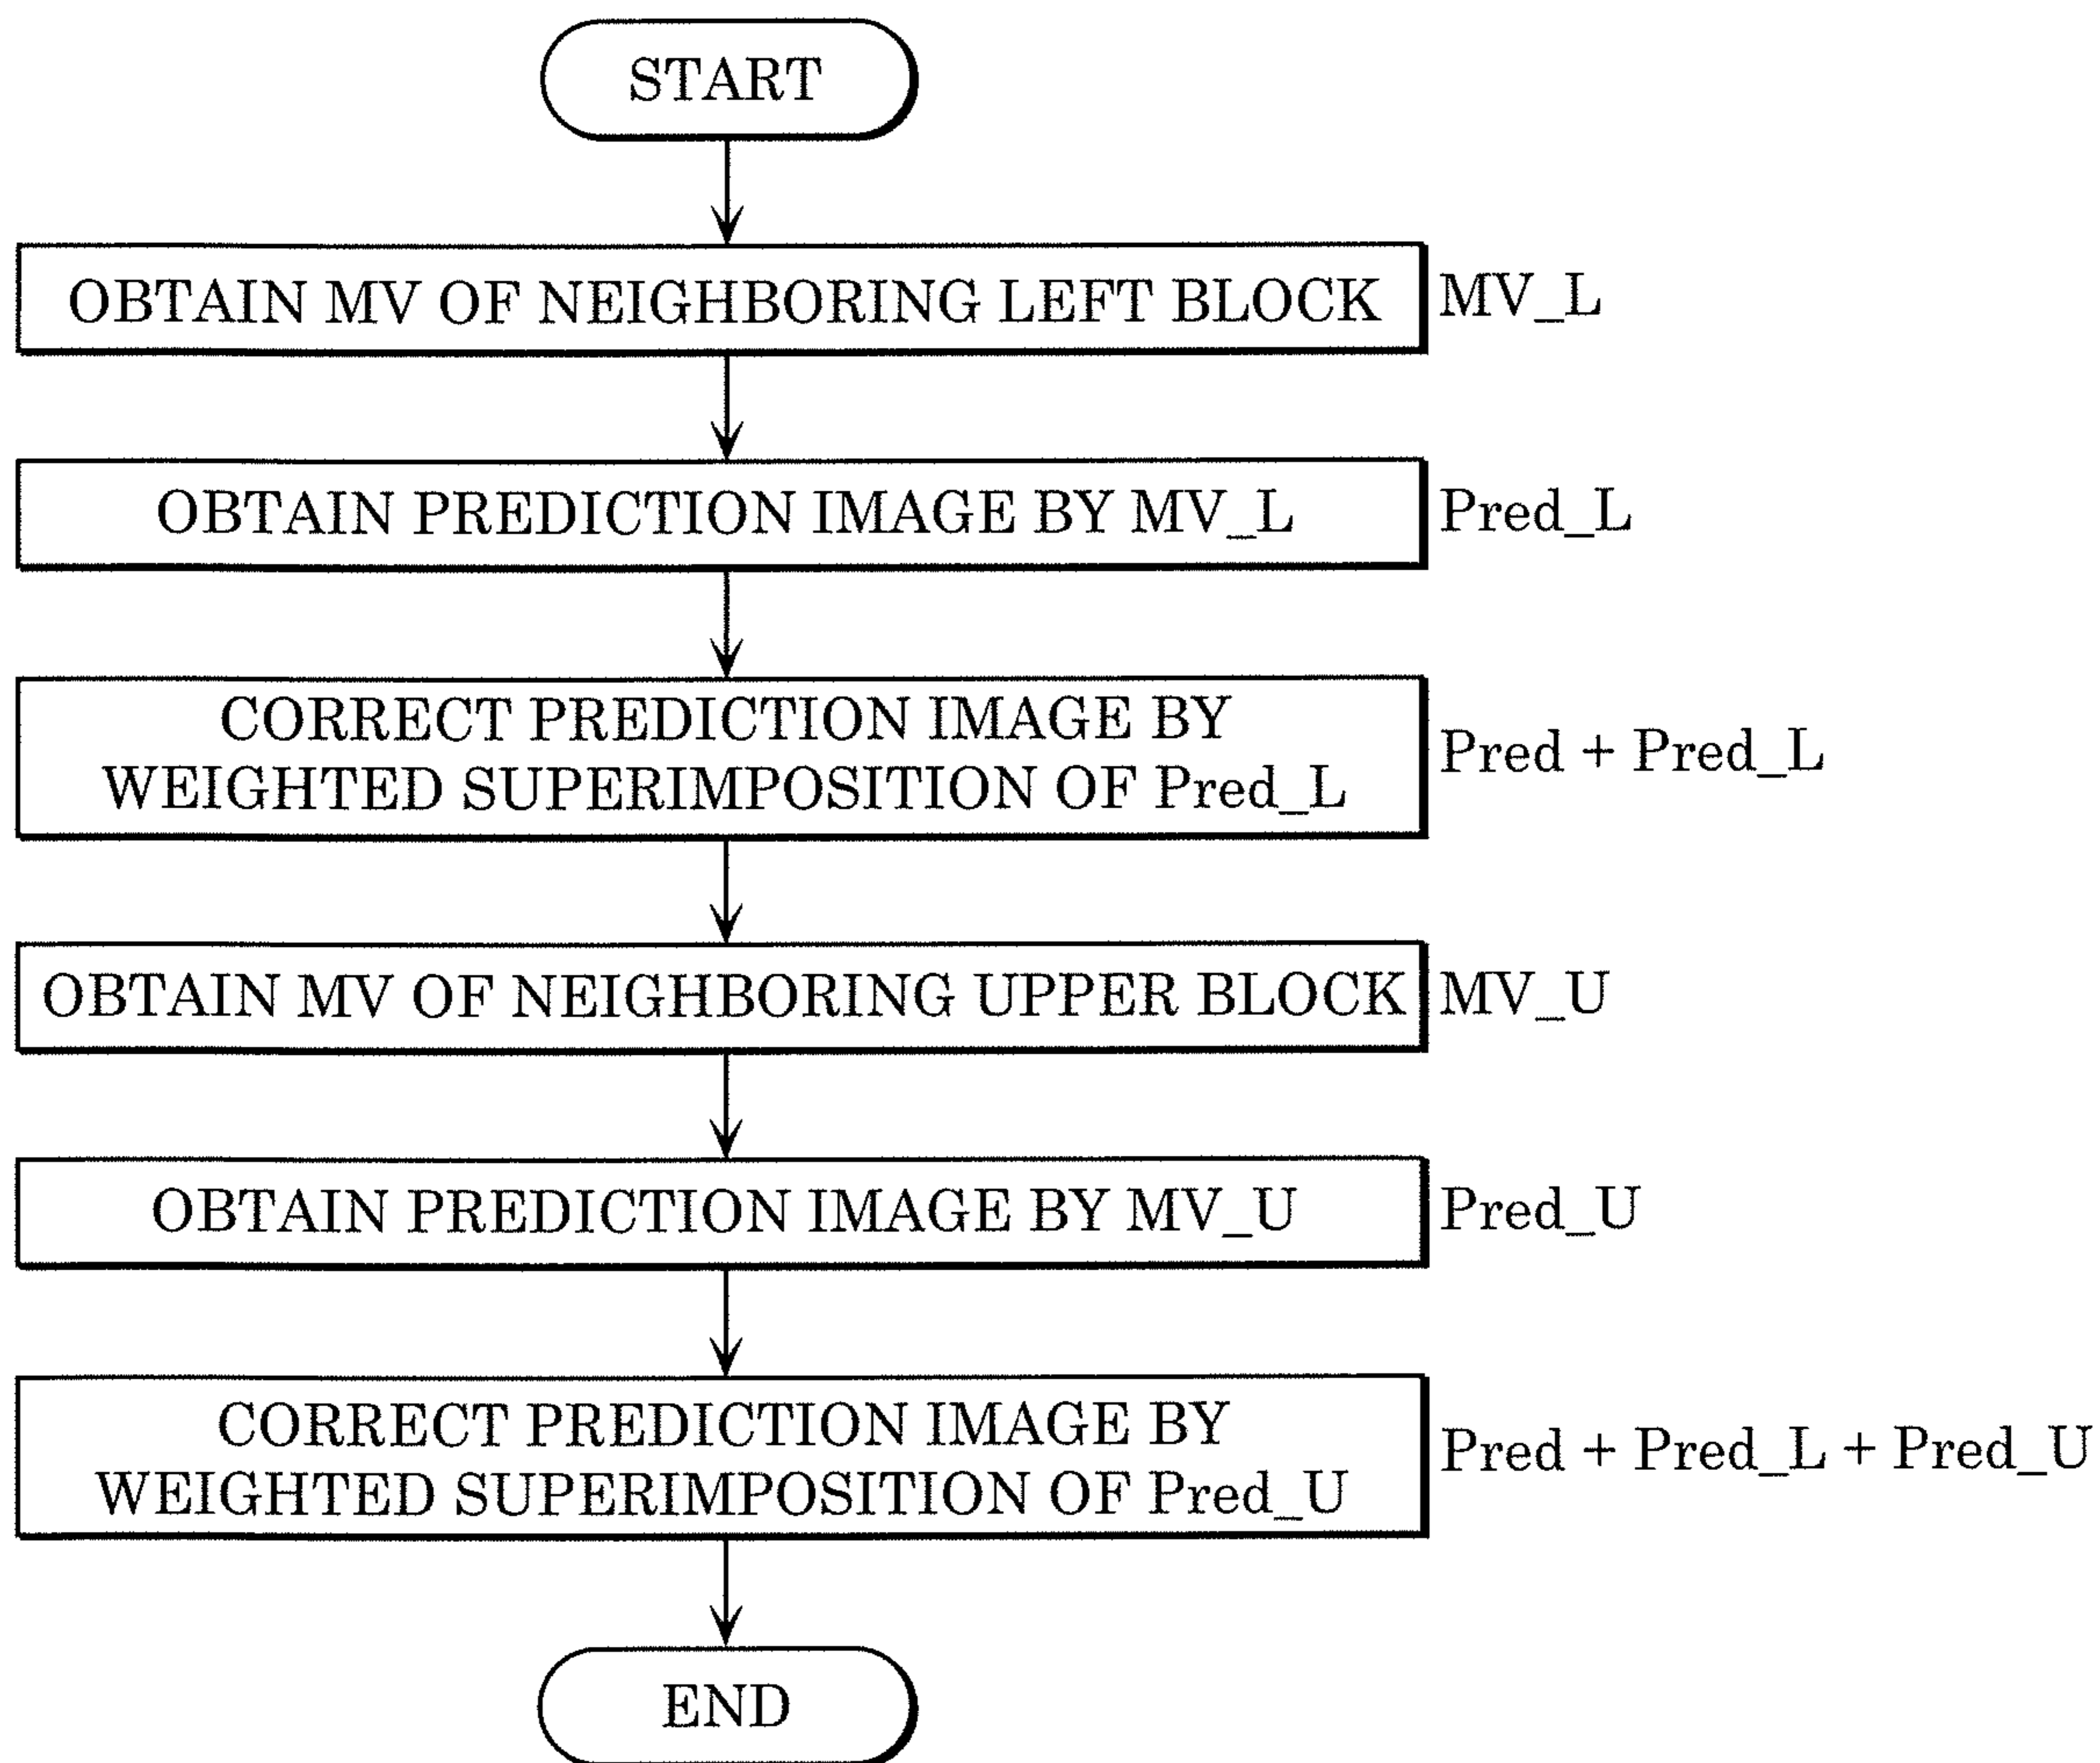 START
OBTAIN MV OF NEIGHBORING LEFT BLOCK
MV_L
OBTAIN PREDICTION IMAGE BY MV_L
Pred_L
CORRECT PREDICTION IMAGE BY
WEIGHTED SUPERIMPOSITION OF Pred_L
Pred + Pred_L
OBTAIN MV OF NEIGHBORING UPPER BLOCK
MV_U
OBTAIN PREDICTION IMAGE BY MV_U
Pred_U
CORRECT PREDICTION IMAGE BY
WEIGHTED SUPERIMPOSITION OF Pred_U
Pred + Pred_L + Pred_U
END